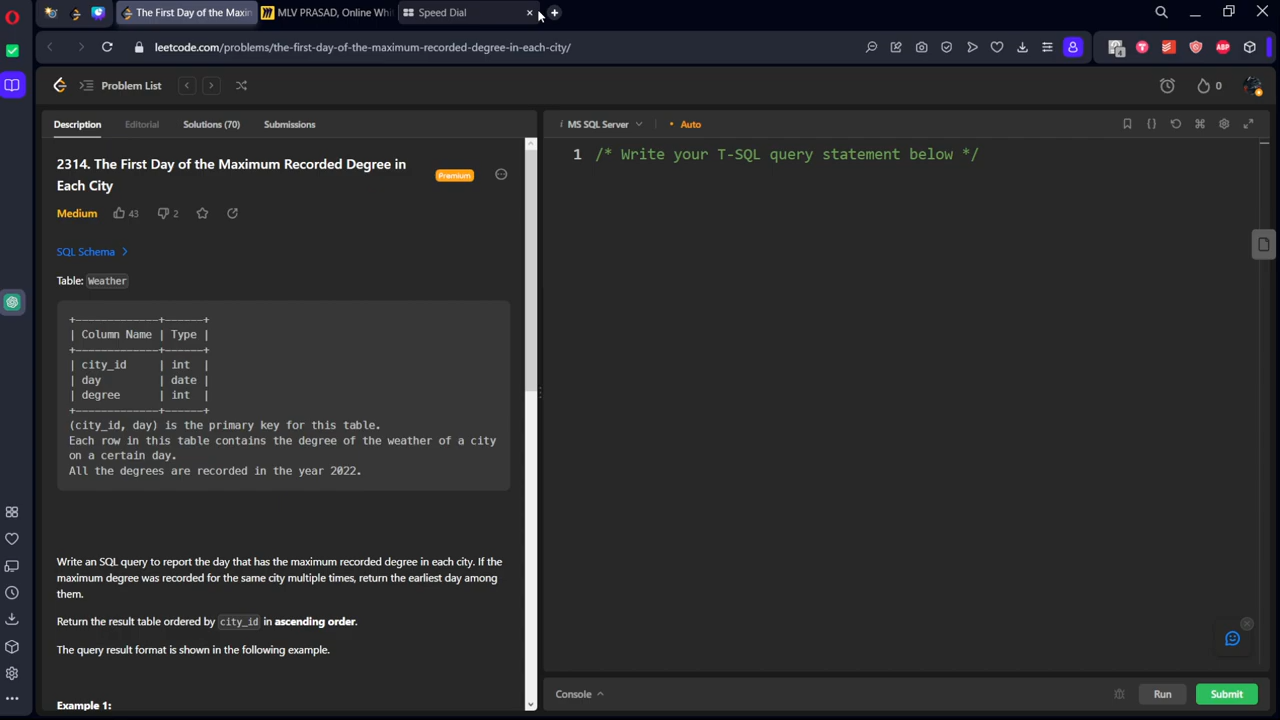 The First Day of the Maxin
MLV PRASAD, Online Whi
Speed Dial
leetcode.com/problems/the-first-day-of-the-maximum-recorded-degree-in-each-city/
Problem List
0
Description
Editorial
Solutions (70)
Submissions
i MS SQL Server
• Auto
2314. The First Day of the Maximum Recorded Degree in
Each City
Premium
Medium
43
2
SQL Schema
Table: Weather
+-------------+------+
| Column Name | Type |
+-------------+------+
| city_id     | int  |
| day         | date |
| degree      | int  |
+-------------+------+
(city_id, day) is the primary key for this table.
Each row in this table contains the degree of the weather of a city
on a certain day.
All the degrees are recorded in the year 2022.
Write an SQL query to report the day that has the maximum recorded degree in each city. If the
maximum degree was recorded for the same city multiple times, return the earliest day among
them.
Return the result table ordered by city_id in ascending order.
The query result format is shown in the following example.
Example 1:
1 /* Write your T-SQL query statement below */
Console
Run
Submit